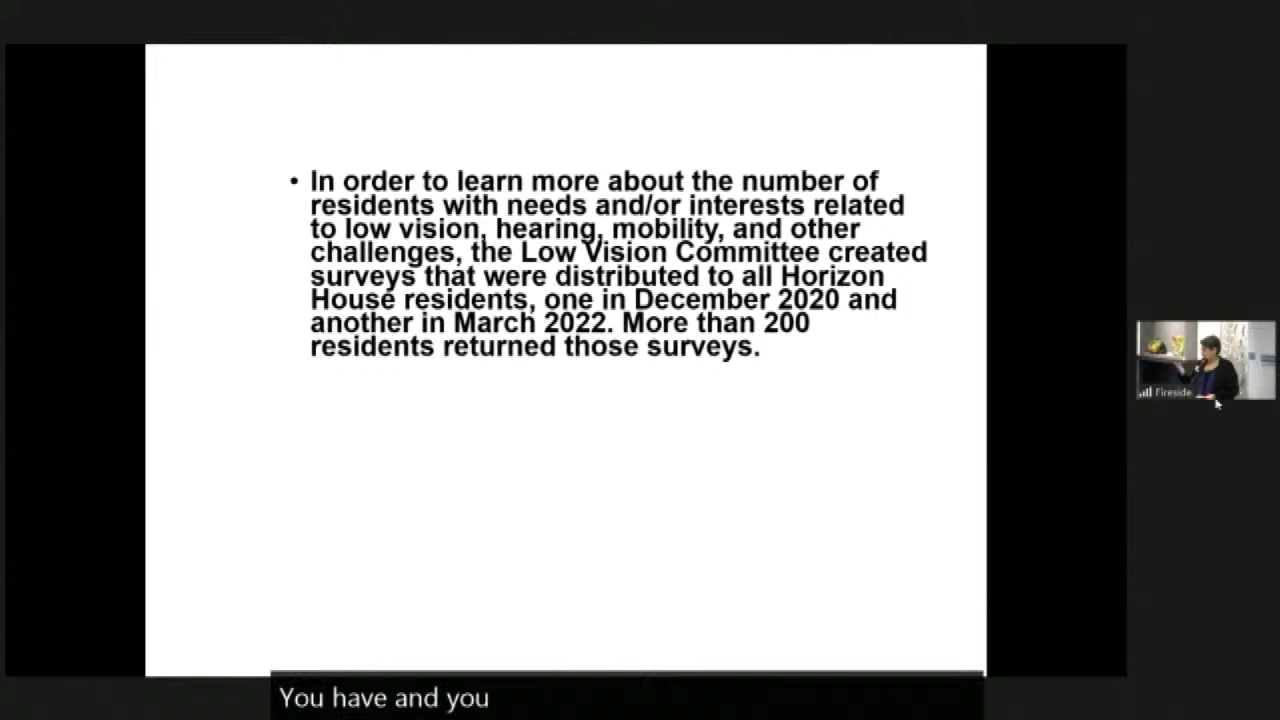 • In order to learn more about the number of
residents with needs and/or interests related
to low vision, hearing, mobility, and other
challenges, the Low Vision Committee created
surveys that were distributed to all Horizon
House residents, one in December 2020 and
another in March 2022. More than 200
residents returned those surveys.
Fireside
You have and you